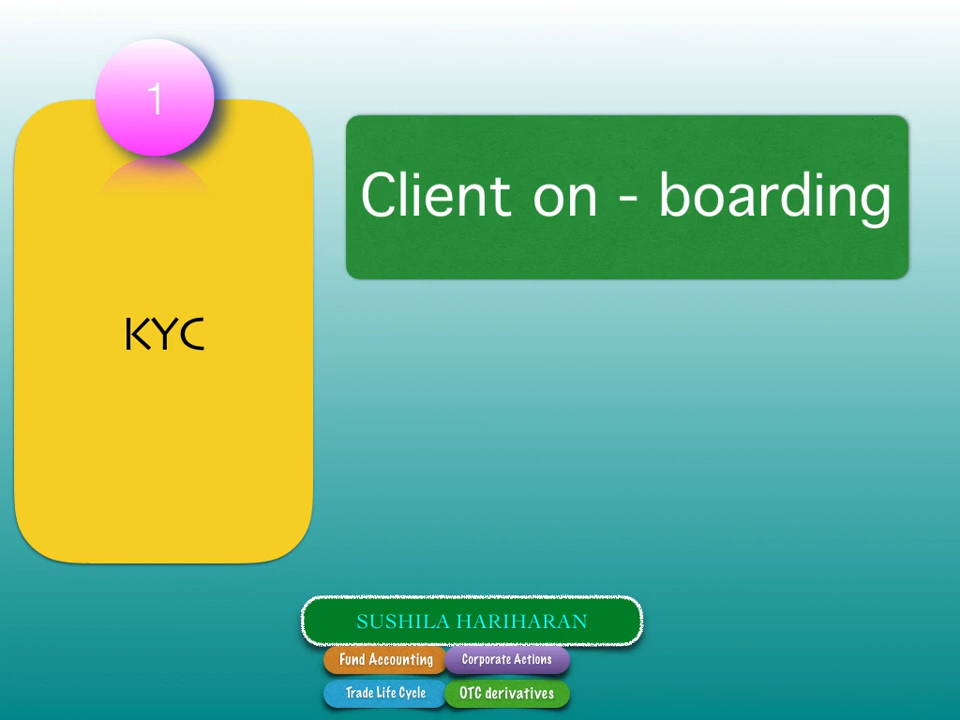 1
Client on - boarding
KYC
SUSHILA HARIHARAN
Fund Accounting
Corporate Actions
Trade Life Cycle
OTC derivatives